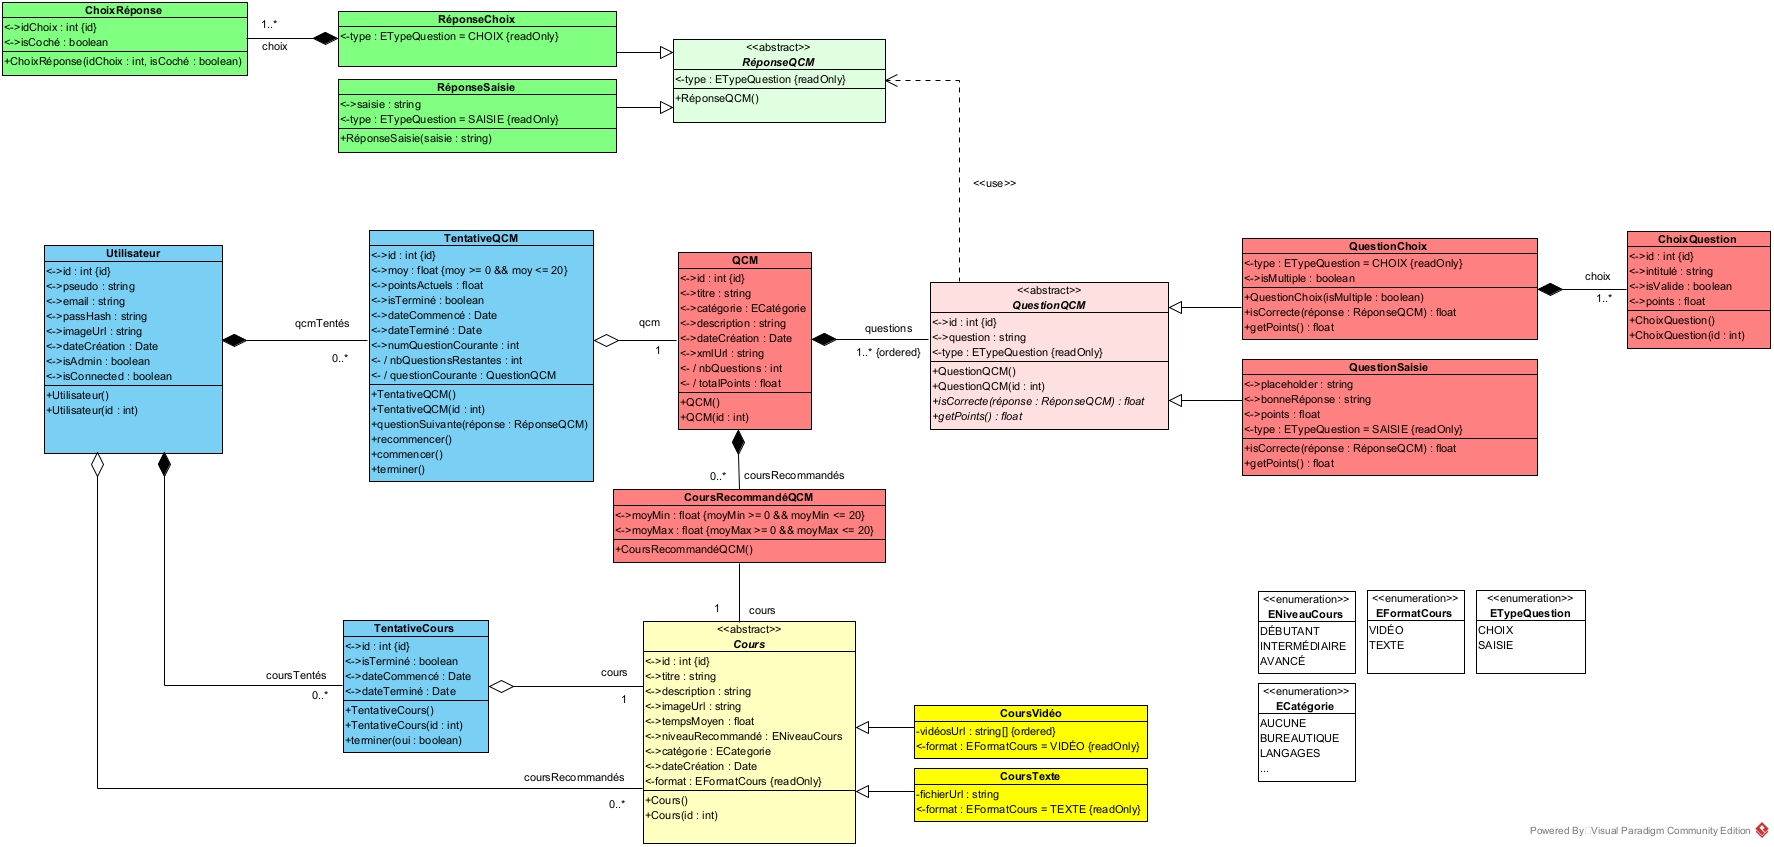 ChoixRéponse
<->idChoix : int {id}
<->isCoché : boolean
+ChoixRéponse(idChoix : int, isCoché : boolean)
1..*
choix
RéponseChoix
<-type : ETypeQuestion = CHOIX {readOnly}
RéponseSaisie
<->saisie : string
<-type : ETypeQuestion = SAISIE {readOnly}
+RéponseSaisie(saisie : string)
<<abstract>>
RéponseQCM
<-type : ETypeQuestion {readOnly}
+RéponseQCM()
<<use>>
Utilisateur
<->id : int {id}
<->pseudo : string
<->email : string
<->passHash : string
<->imageUrl : string
<->dateCréation : Date
<->isAdmin : boolean
<->isConnected : boolean
+Utilisateur()
+Utilisateur(id : int)
qcmTentés
0..*
TentativeQCM
<->id : int {id}
<->moy : float {moy >= 0 && moy <= 20}
<->pointsActuels : float
<->isTerminé : boolean
<->dateCommencé : Date
<->dateTerminé : Date
<->numQuestionCourante : int
<- / nbQuestionsRestantes : int
<- / questionCourante : QuestionQCM
+TentativeQCM()
+TentativeQCM(id : int)
+questionSuivante(réponse : RéponseQCM)
+recommencer()
+commencer()
+terminer()
qcm
1
QCM
<->id : int {id}
<->titre : string
<->catégorie : ECatégorie
<->description : string
<->dateCréation : Date
<->xmlUrl : string
<- / nbQuestions : int
<- / totalPoints : float
+QCM()
+QCM(id : int)
questions
1..* {ordered}
<<abstract>>
QuestionQCM
<->id : int {id}
<->question : string
<-type : ETypeQuestion {readOnly}
+QuestionQCM()
+QuestionQCM(id : int)
+isCorrecte(réponse : RéponseQCM) : float
+getPoints() : float
QuestionChoix
<-type : ETypeQuestion = CHOIX {readOnly}
<->isMultiple : boolean
+QuestionChoix(isMultiple : boolean)
+isCorrecte(réponse : RéponseQCM) : float
+getPoints() : float
choix
1..*
ChoixQuestion
<->id : int {id}
<->intitulé : string
<->isValide : boolean
<->points : float
+ChoixQuestion()
+ChoixQuestion(id : int)
QuestionSaisie
<->placeholder : string
<->bonneRéponse : string
<->points : float
<-type : ETypeQuestion = SAISIE {readOnly}
+isCorrecte(réponse : RéponseQCM) : float
+getPoints() : float
0..*
coursRecommandés
CoursRecommandéQCM
<->moyMin : float {moyMin >= 0 && moyMin <= 20}
<->moyMax : float {moyMax >= 0 && moyMax <= 20}
+CoursRecommandéQCM()
1
cours
coursTentés
0..*
TentativeCours
<->id : int {id}
<->isTerminé : boolean
<->dateCommencé : Date
<->dateTerminé : Date
+TentativeCours()
+TentativeCours(id : int)
+terminer(oui : boolean)
cours
1
coursRecommandés
0..*
<<abstract>>
Cours
<->id : int {id}
<->titre : string
<->description : string
<->imageUrl : string
<->tempsMoyen : float
<->niveauRecommandé : ENiveauCours
<->catégorie : ECategorie
<->dateCréation : Date
<-format : EFormatCours {readOnly}
+Cours()
+Cours(id : int)
CoursVidéo
-vidéosUrl : string[] {ordered}
<-format : EFormatCours = VIDÉO {readOnly}
CoursTexte
-fichierUrl : string
<-format : EFormatCours = TEXTE {readOnly}
<<enumeration>>
ENiveauCours
DÉBUTANT
INTERMÉDIAIRE
AVANCÉ
<<enumeration>>
EFormatCours
VIDÉO
TEXTE
<<enumeration>>
ETypeQuestion
CHOIX
SAISIE
<<enumeration>>
ECatégorie
AUCUNE
BUREAUTIQUE
LANGAGES
...
Powered By Visual Paradigm Community Edition